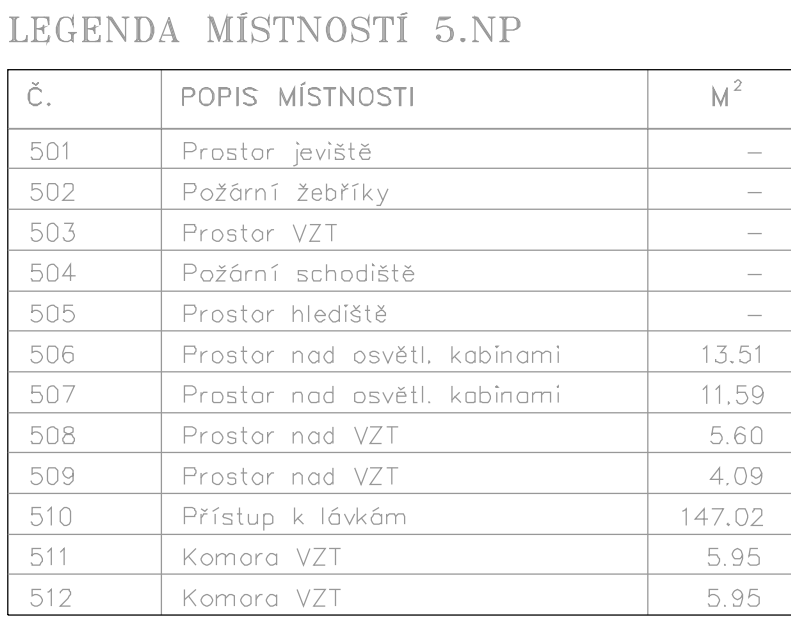 LEGENDA MÍSTNOSTÍ 5.NP
Č. POPIS MÍSTNOSTI M²
501 Prostor jeviště –
502 Požární žebříky –
503 Prostor VZT –
504 Požární schodiště –
505 Prostor hlediště –
506 Prostor nad osvětl. kabinami 13.51
507 Prostor nad osvětl. kabinami 11.59
508 Prostor nad VZT 5.60
509 Prostor nad VZT 4.09
510 Přístup k lávkám 147.02
511 Komora VZT 5.95
512 Komora VZT 5.95